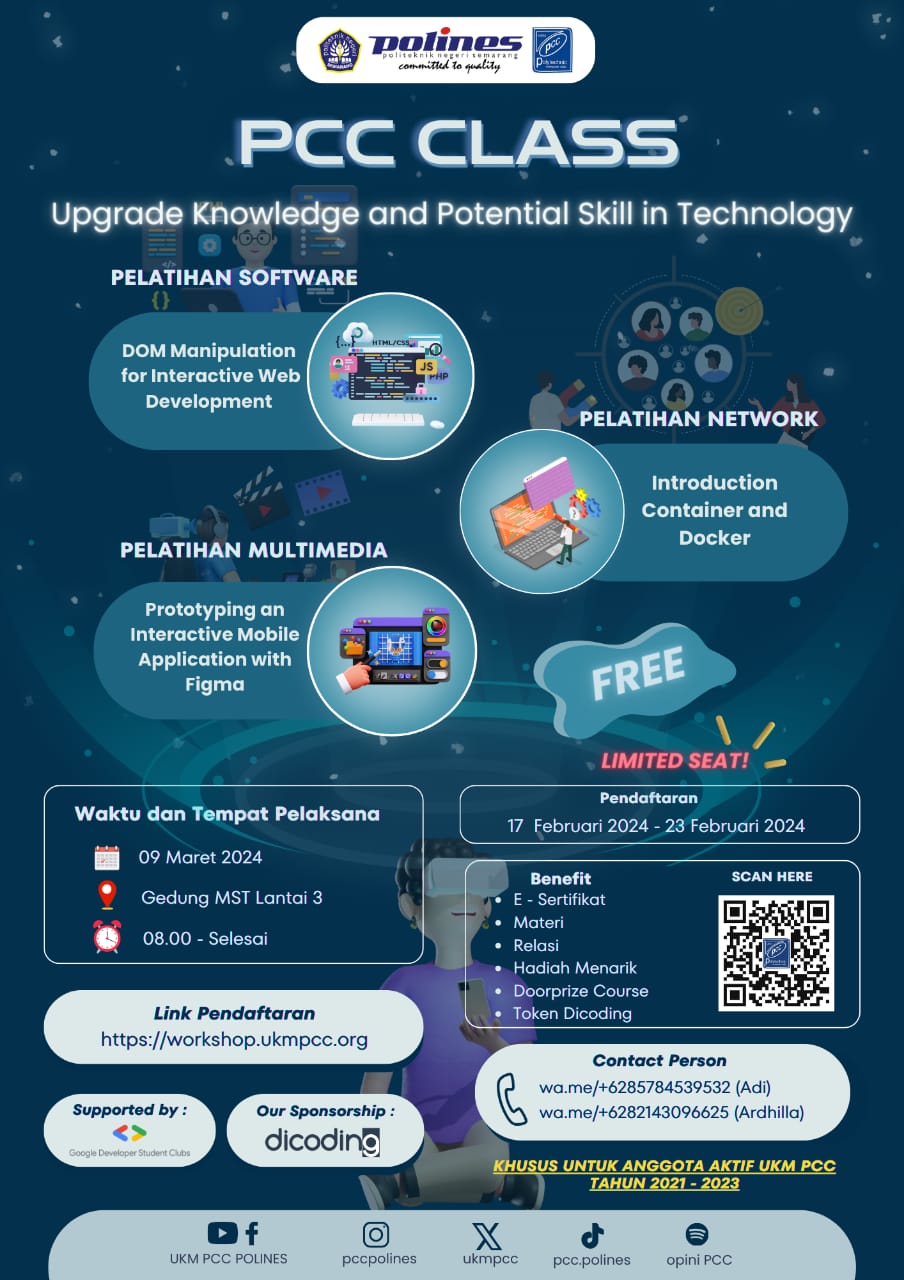 polines
politeknik negeri semarang
committed to quality
pcc
PCC CLASS
Upgrade Knowledge and Potential Skill in Technology
PELATIHAN SOFTWARE
DOM Manipulation
for Interactive Web
Development
HTML/CSS
JS
PHP
PELATIHAN NETWORK
Introduction
Container and
Docker
PELATIHAN MULTIMEDIA
Prototyping an
Interactive Mobile
Application with
Figma
FREE
LIMITED SEAT!
Waktu dan Tempat Pelaksana
09 Maret 2024
Gedung MST Lantai 3
08.00 - Selesai
Pendaftaran
17 Februari 2024 - 23 Februari 2024
Benefit
• E - Sertifikat
• Materi
• Relasi
• Hadiah Menarik
• Doorprize Course
• Token Dicoding
SCAN HERE
pcc
Link Pendaftaran
https://workshop.ukmpcc.org
Contact Person
wa.me/+6285784539532 (Adi)
wa.me/+6282143096625 (Ardhilla)
Supported by :
Google Developer Student Clubs
Our Sponsorship :
dicoding
KHUSUS UNTUK ANGGOTA AKTIF UKM PCC
TAHUN 2021 - 2023
UKM PCC POLINES
pccpolines
ukmpcc
pcc.polines
opini PCC